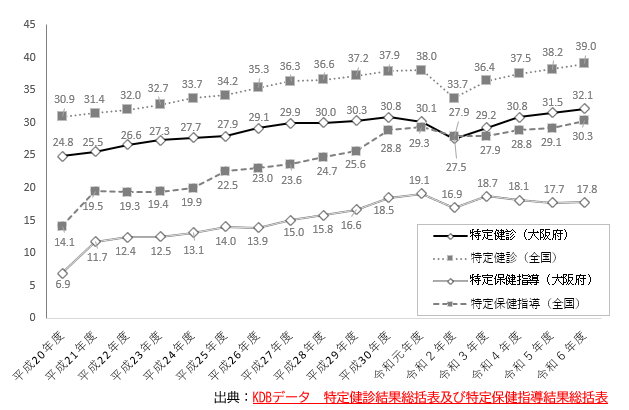 45
40
35
30
25
20
15
10
5
0
30.9 31.4 32.0 32.7 33.7 34.2 35.3 36.3 36.6 37.2 37.9 38.0 33.7 36.4 37.5 38.2 39.0
24.8 25.5 26.6 27.3 27.7 27.9 29.1 29.9 30.0 30.3 30.8 30.1 27.5 29.2 30.8 31.5 32.1
14.1 19.5 19.3 19.4 19.9 22.5 23.0 23.6 24.7 25.6 28.8 29.3 27.9 27.9 28.8 29.1 30.3
6.9 11.7 12.4 12.5 13.1 14.0 13.9 15.0 15.8 16.6 18.5 19.1 16.9 18.7 18.1 17.7 17.8
特定健診（大阪府）
特定健診（全国）
特定保健指導（大阪府）
特定保健指導（全国）
平成20年度
平成21年度
平成22年度
平成23年度
平成24年度
平成25年度
平成26年度
平成27年度
平成28年度
平成29年度
平成30年度
令和元年度
令和２年度
令和３年度
令和４年度
令和５年度
令和６年度
出典：KDBデータ　特定健診結果総括表及び特定保健指導結果総括表